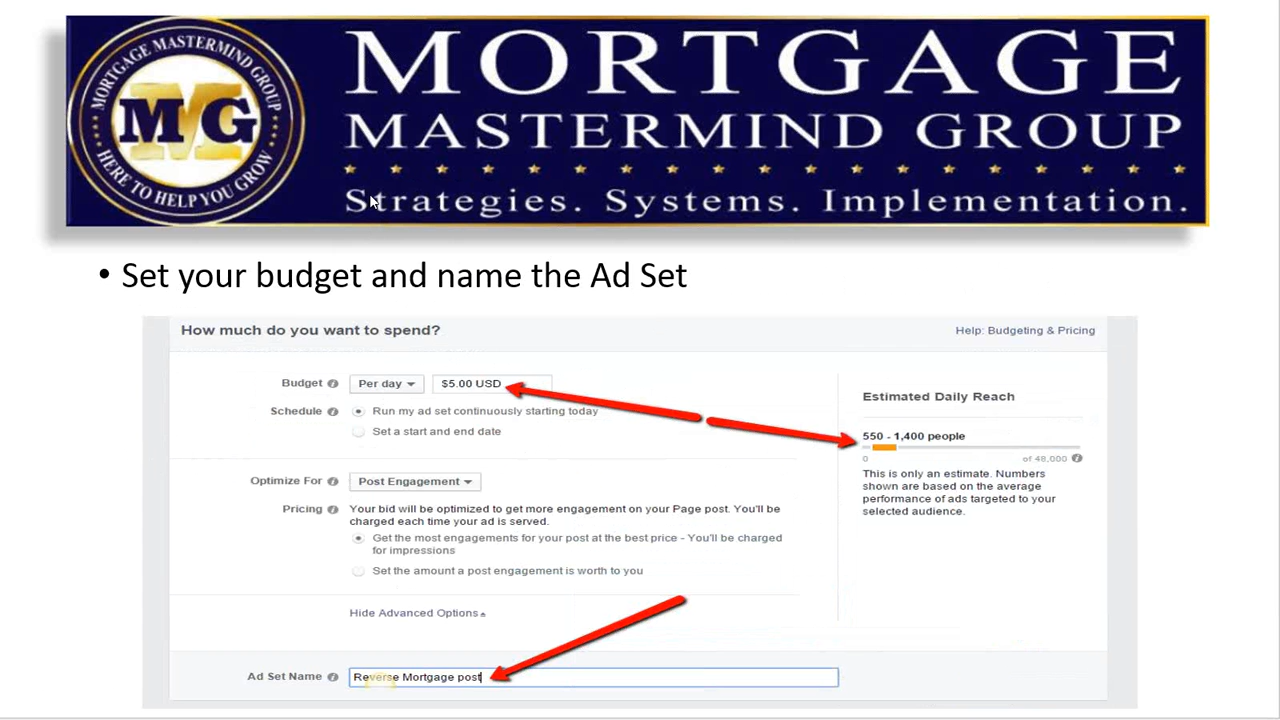 MORTGAGE MASTERMIND GROUP
MMG
HERE TO HELP YOU GROW
MORTGAGE
MASTERMIND GROUP
Strategies. Systems. Implementation.
• Set your budget and name the Ad Set
How much do you want to spend?
Help: Budgeting & Pricing
Budget
Per day
$5.00 USD
Schedule
Run my ad set continuously starting today
Set a start and end date
Estimated Daily Reach
550 - 1,400 people
0
of 48,000
This is only an estimate. Numbers
shown are based on the average
performance of ads targeted to your
selected audience.
Optimize For
Post Engagement
Pricing
Your bid will be optimized to get more engagement on your Page post. You'll be
charged each time your ad is served.
Get the most engagements for your post at the best price - You'll be charged
for impressions
Set the amount a post engagement is worth to you
Hide Advanced Options
Ad Set Name
Reverse Mortgage post